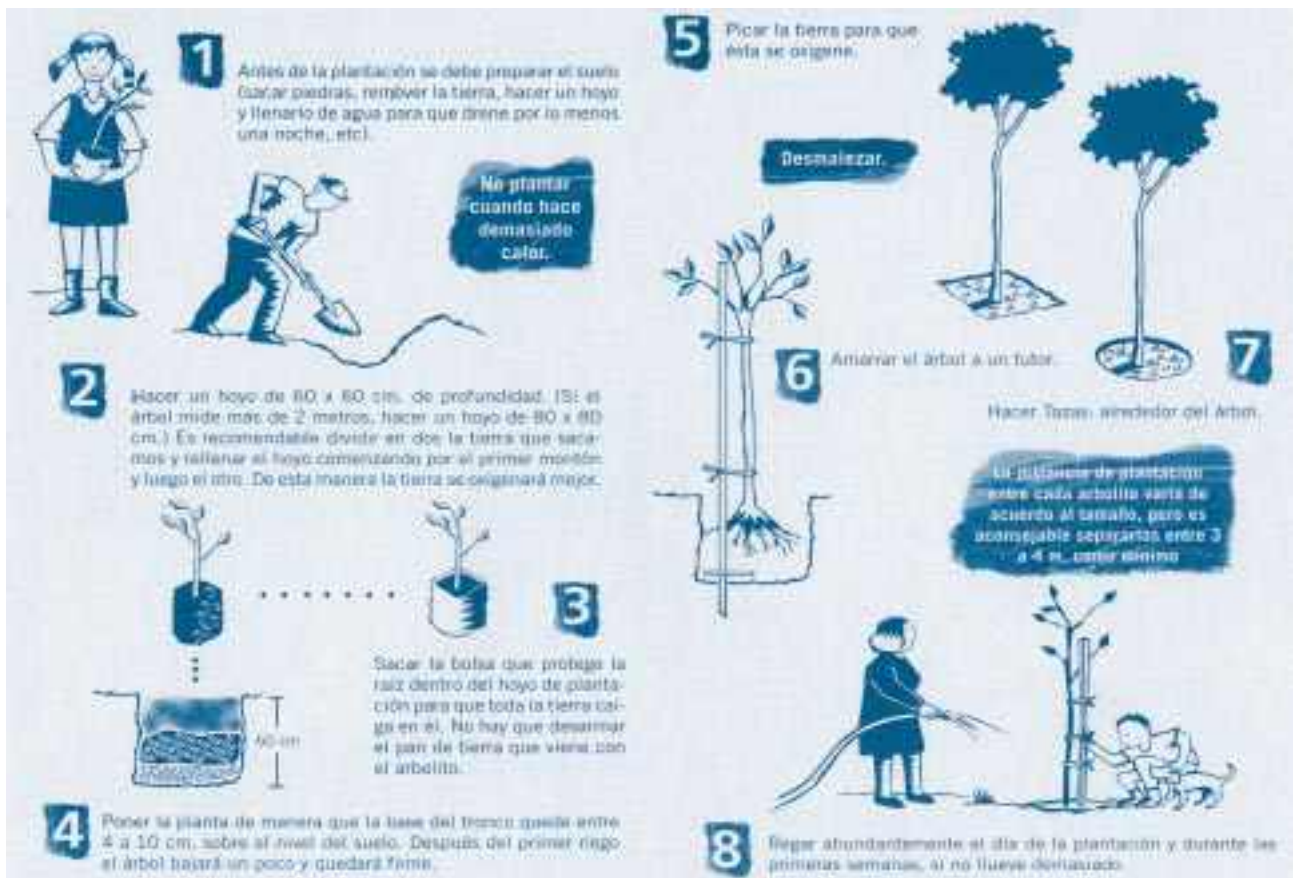 1
Antes de la plantación se debe preparar el suelo
(sacar piedras, remover la tierra, hacer un hoyo
y llenarlo de agua para que drene por lo menos
una noche, etc).
No plantar
cuando hace
demasiado
calor.
2
Hacer un hoyo de 60 x 60 cm. de profundidad. (Si el
árbol mide más de 2 metros, hacer un hoyo de 80 x 80
cm.) Es recomendable dividir en dos la tierra que saca-
mos y rellenar el hoyo comenzando por el primer montón
y luego el otro. De esta manera la tierra se oxigenará mejor.
3
Sacar la bolsa que protege la
raíz dentro del hoyo de planta-
ción para que toda la tierra cai-
ga en él. No hay que desarmar
el pan de tierra que viene con
el arbolito.
60 cm
4
Poner la planta de manera que la base del tronco quede entre
4 a 10 cm. sobre el nivel del suelo. Después del primer riego
el árbol bajará un poco y quedará firme.
5
Picar la tierra para que
ésta se oxigene.
Desmalezar.
6
Amarrar el árbol a un tutor.
7
Hacer Tazas: alrededor del Arbol.
La distancia de plantación
entre cada arbolito varía de
acuerdo al tamaño, pero es
aconsejable separarlos entre 3
a 4 m. como mínimo
8
Regar abundantemente el día de la plantación y durante las
primeras semanas, si no llueve demasiado.